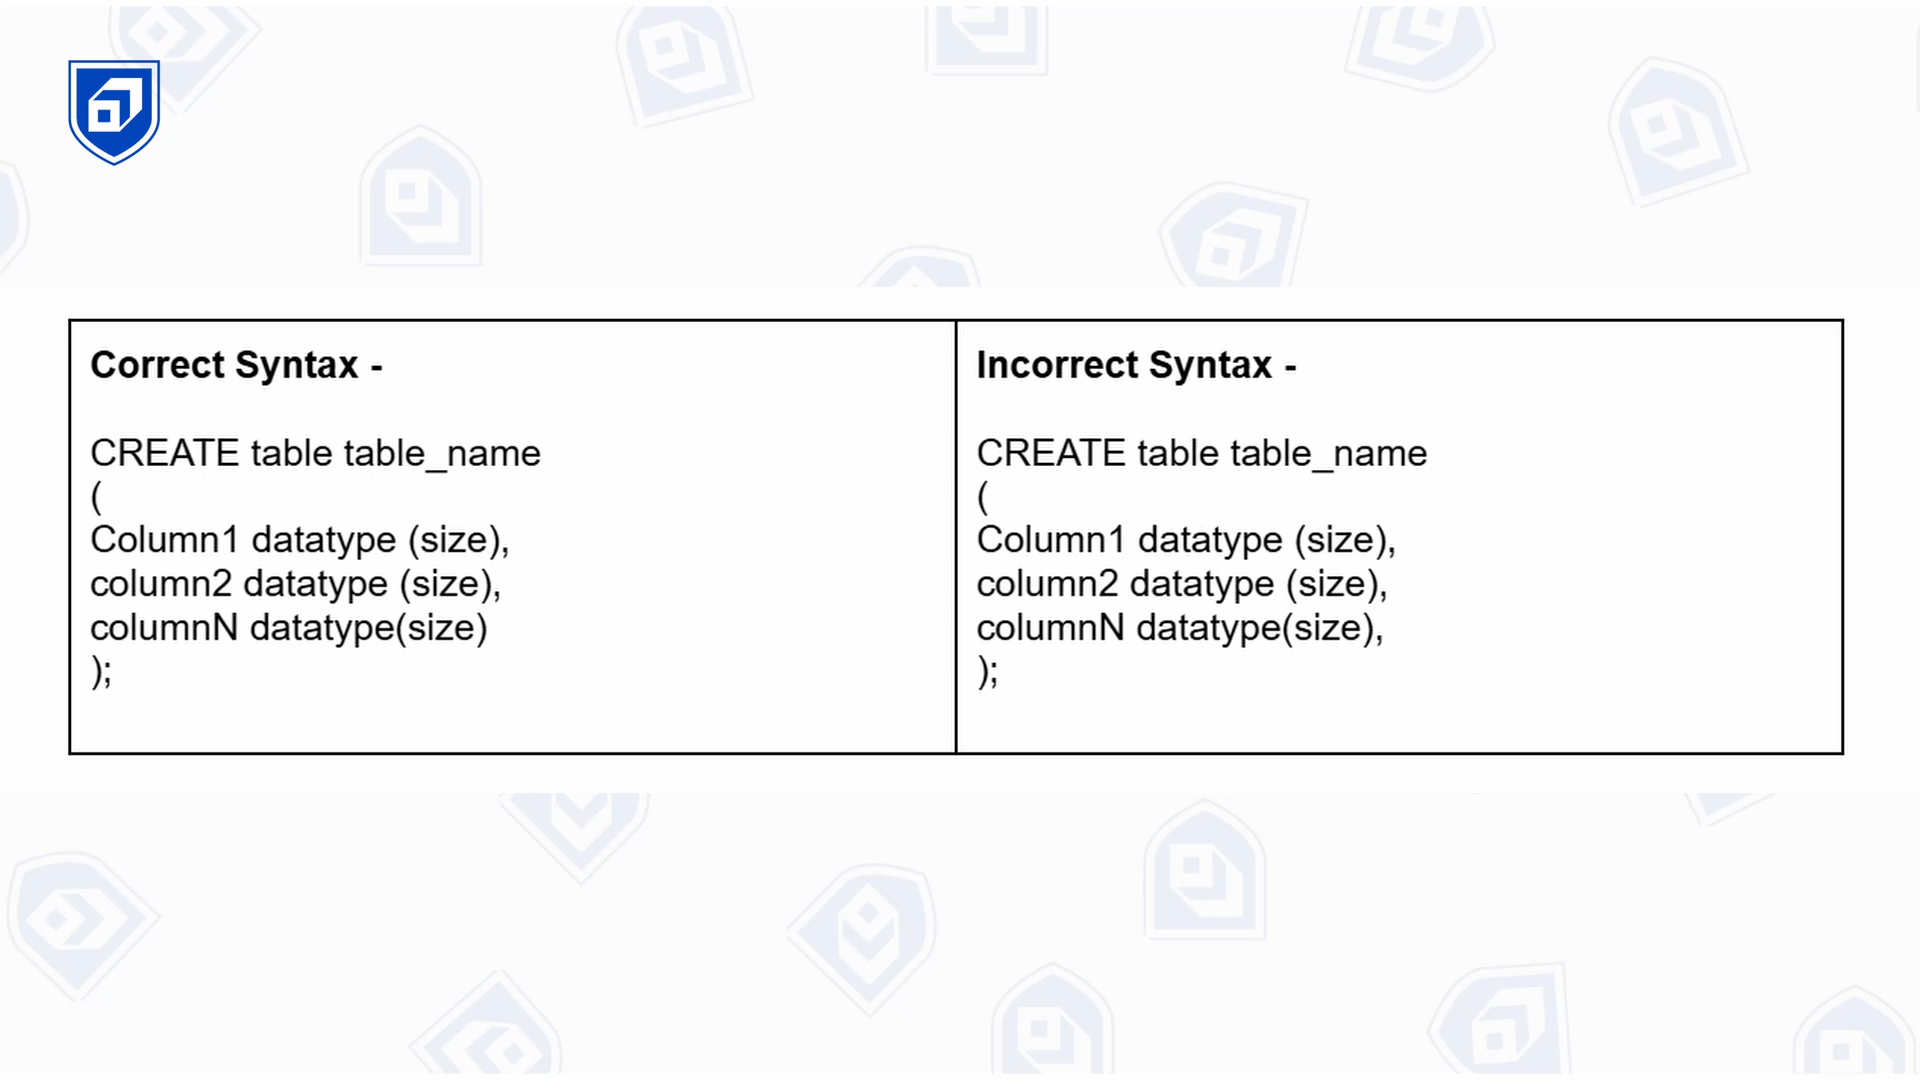 Correct Syntax -
CREATE table table_name
(
Column1 datatype (size),
column2 datatype (size),
columnN datatype(size)
);
Incorrect Syntax -
CREATE table table_name
(
Column1 datatype (size),
column2 datatype (size),
columnN datatype(size),
);